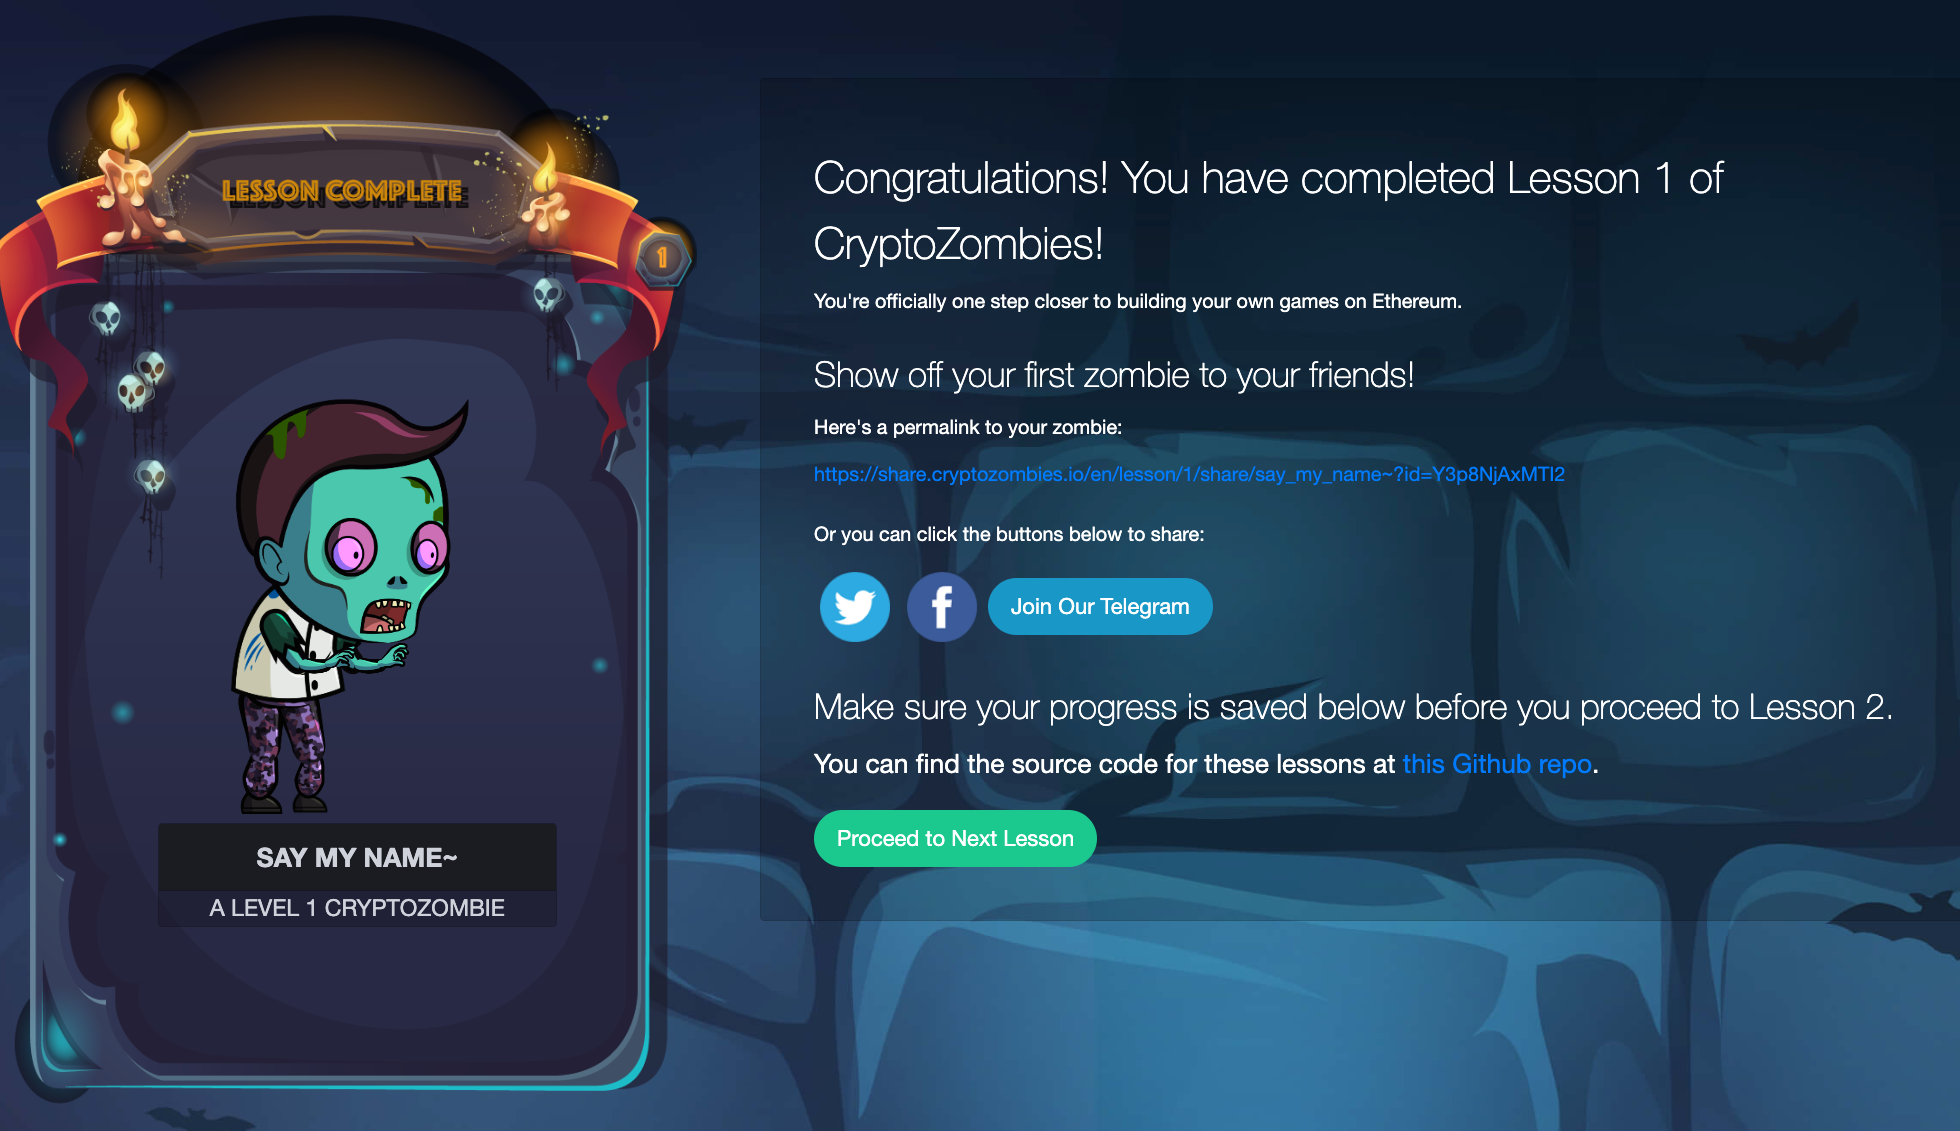 LESSON COMPLETE
1
SAY MY NAME~
A LEVEL 1 CRYPTOZOMBIE
Congratulations! You have completed Lesson 1 of
CryptoZombies!
You're officially one step closer to building your own games on Ethereum.
Show off your first zombie to your friends!
Here's a permalink to your zombie:
https://share.cryptozombies.io/en/lesson/1/share/say_my_name~?id=Y3p8NjAxMTI2
Or you can click the buttons below to share:
Join Our Telegram
Make sure your progress is saved below before you proceed to Lesson 2.
You can find the source code for these lessons at this Github repo.
Proceed to Next Lesson